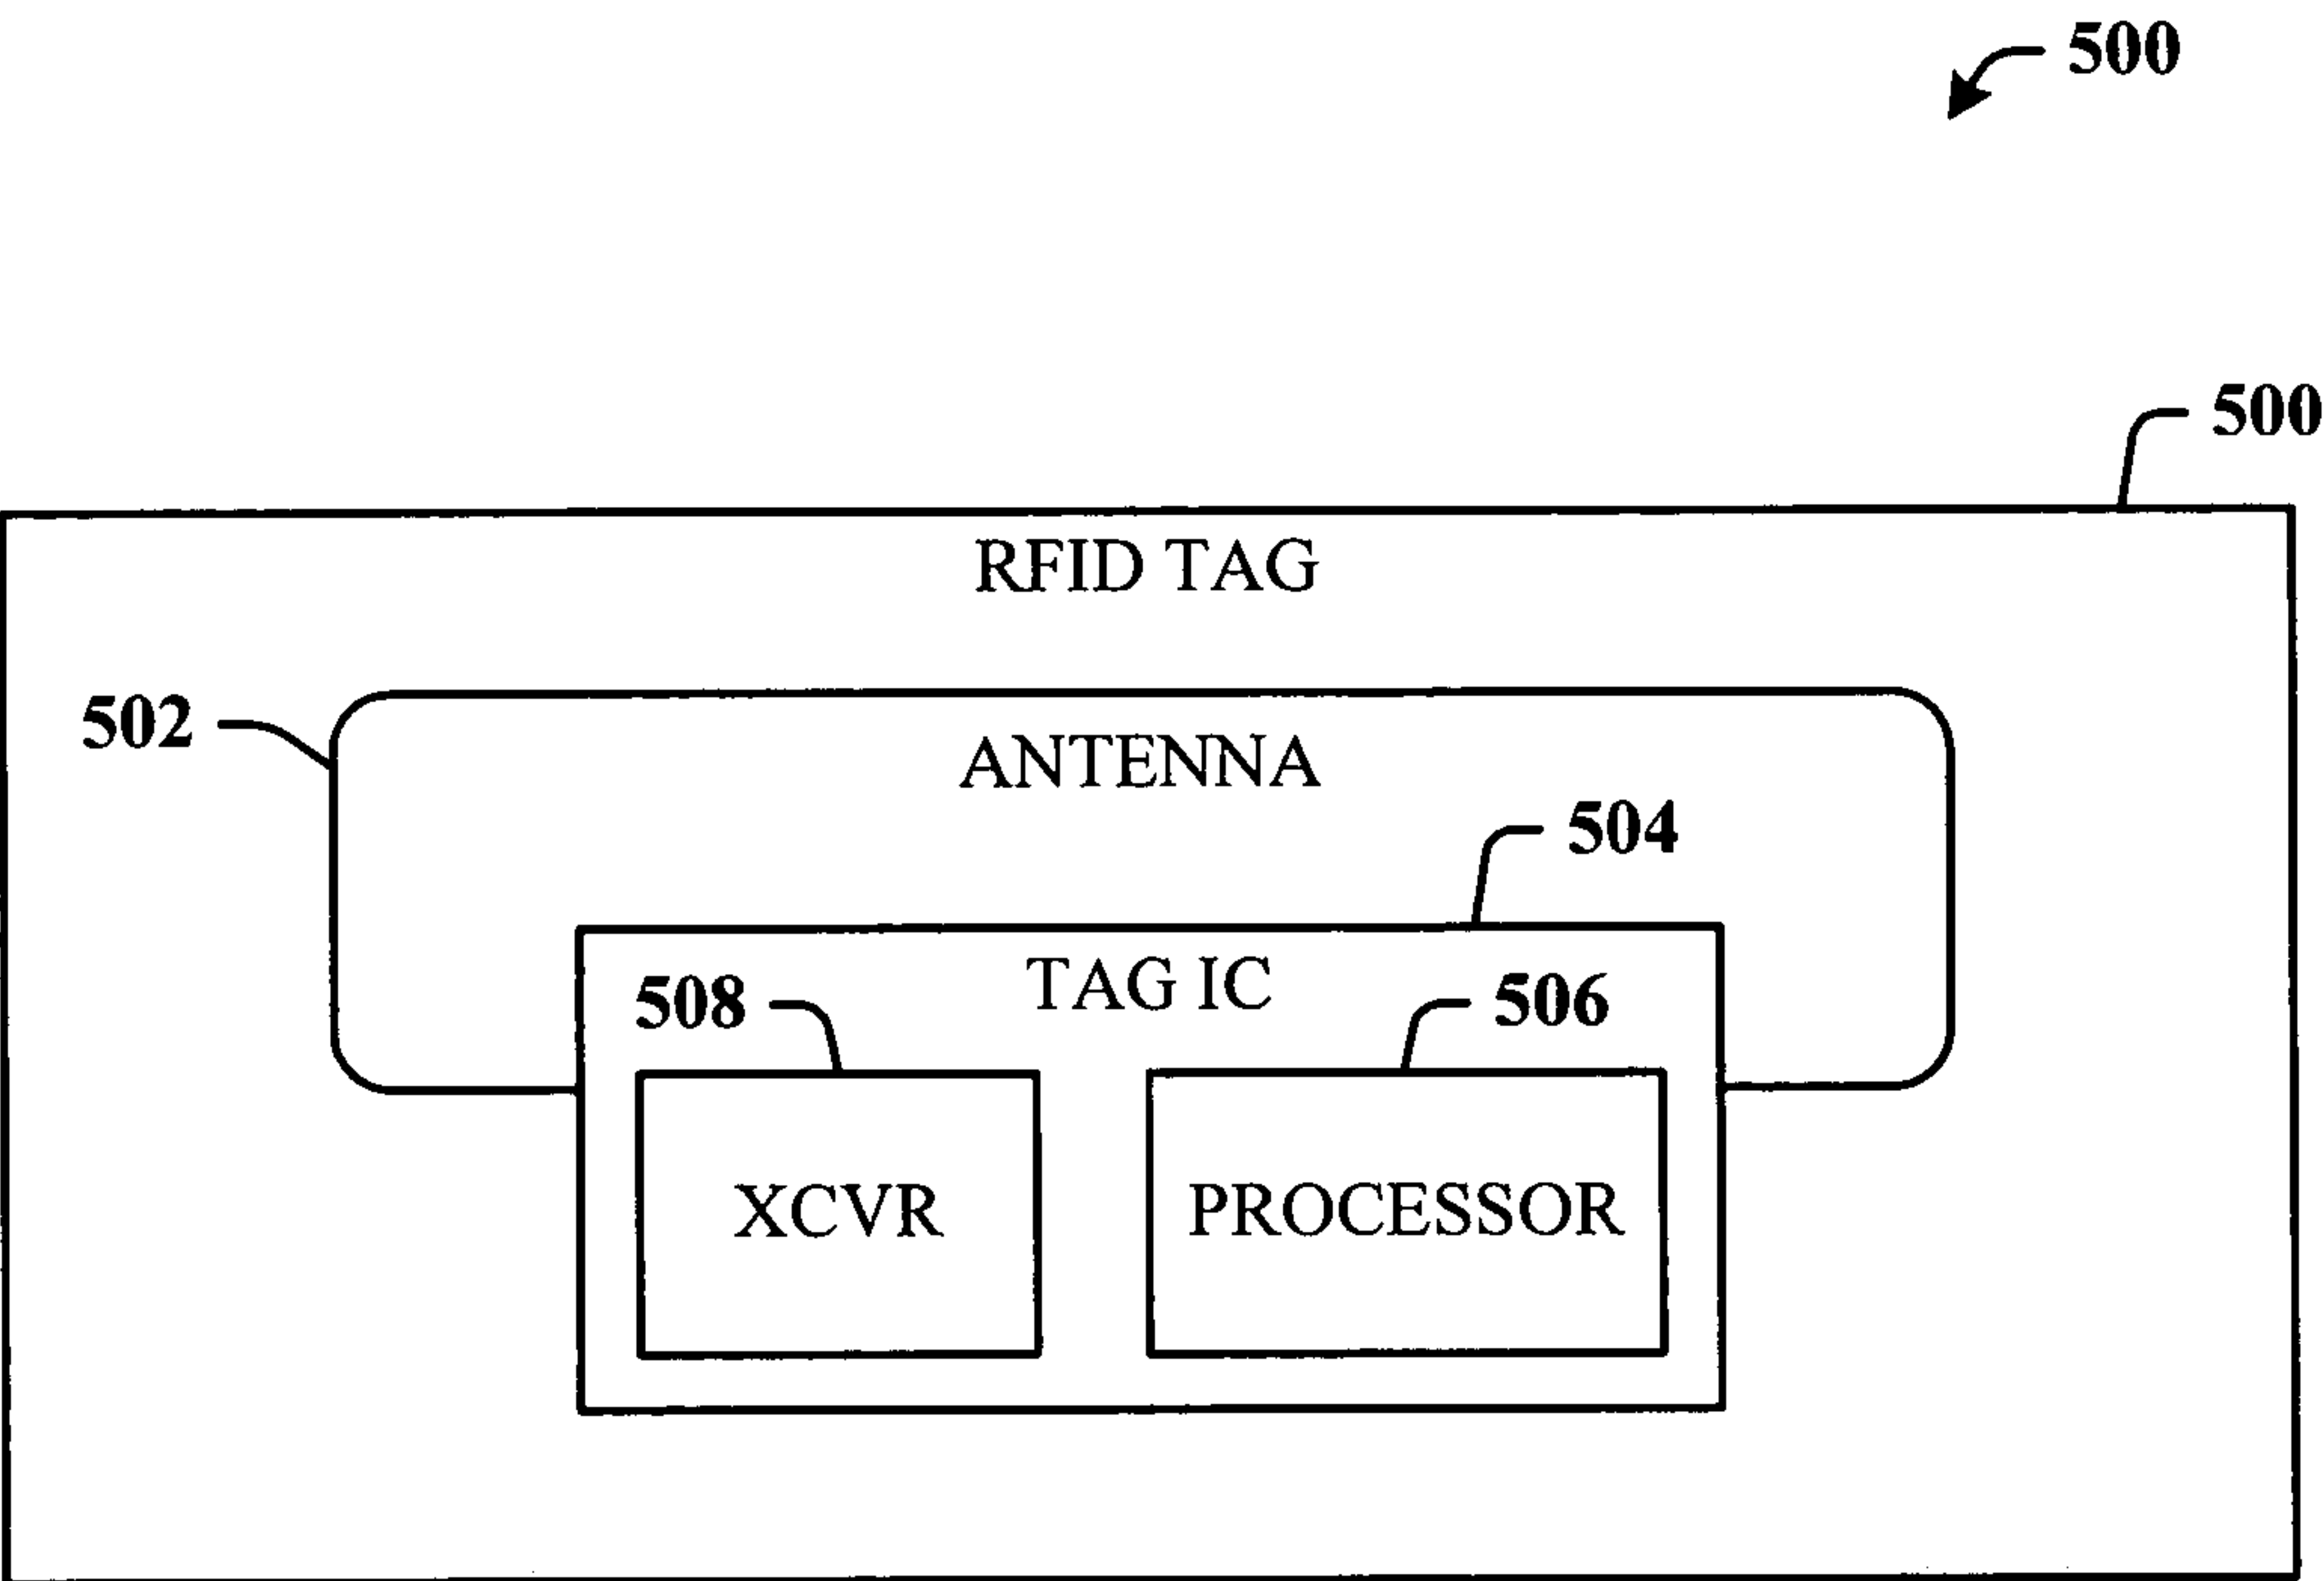 500
500
RFID TAG
502
ANTENNA
504
TAG IC
508
506
XCVR
PROCESSOR